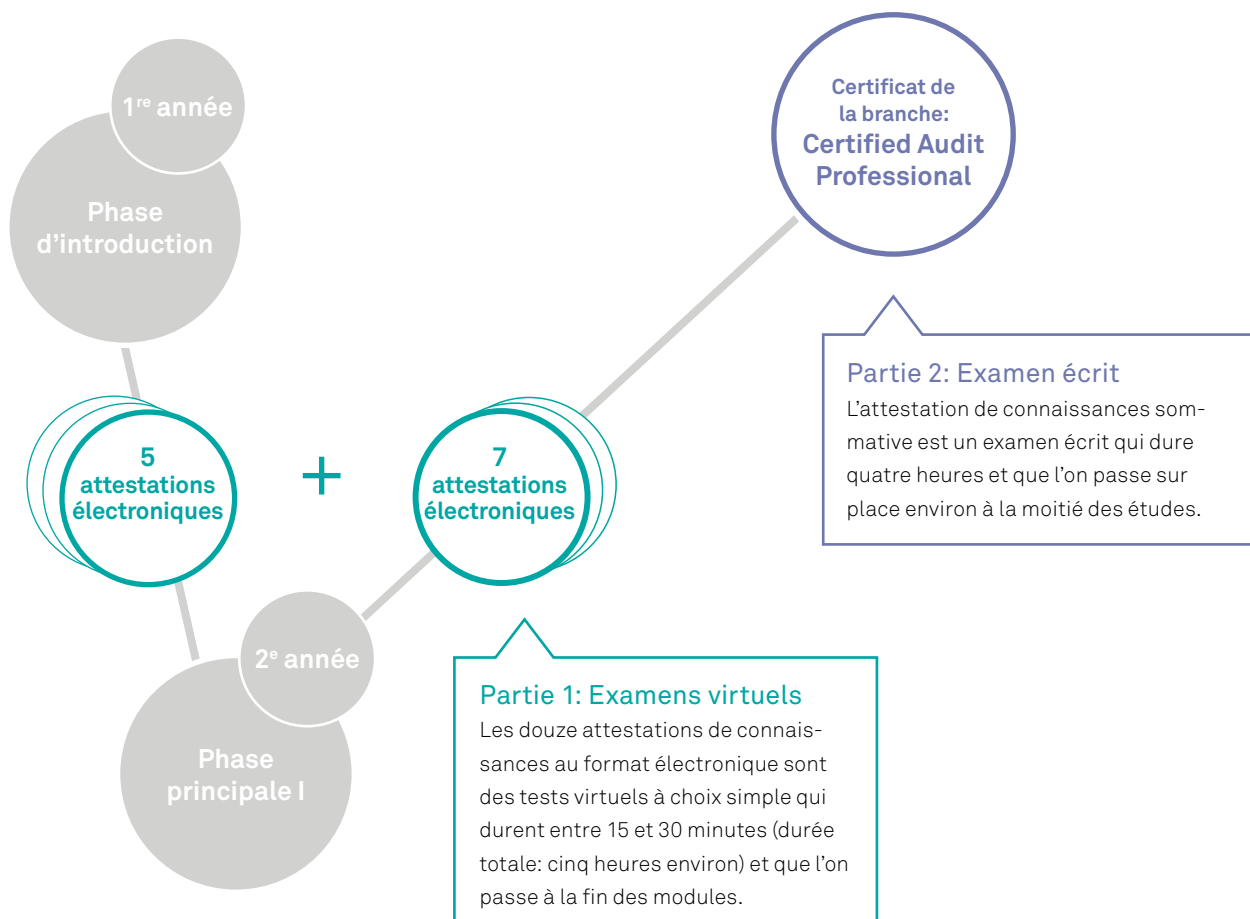 1re année
Phase
d'introduction
Certificat de
la branche:
Certified Audit
Professional
5
attestations
électroniques
+
7
attestations
électroniques
Partie 2: Examen écrit
L'attestation de connaissances som-
mative est un examen écrit qui dure
quatre heures et que l'on passe sur
place environ à la moitié des études.
2e année
Phase
principale I
Partie 1: Examens virtuels
Les douze attestations de connais-
sances au format électronique sont
des tests virtuels à choix simple qui
durent entre 15 et 30 minutes (durée
totale: cinq heures environ) et que l'on
passe à la fin des modules.